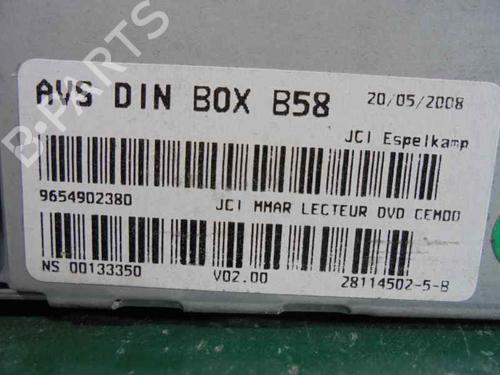 AVS DIN BOX B58
20/05/2008
JCI Espelkamp
9654902380
JCI MMAR LECTEUR DVD CEMOD
NS 00133350
V02.00
28114502-5-B
B-PARTS